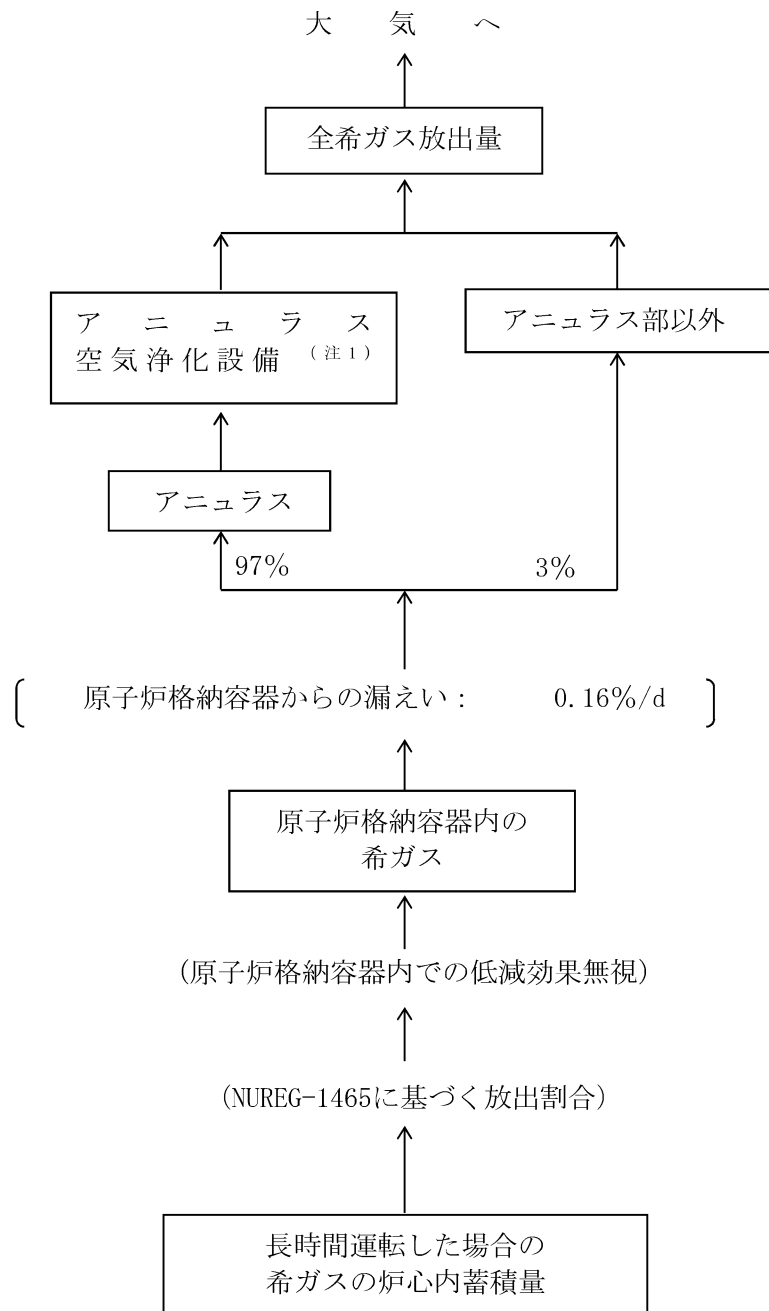 大 気 へ
全希ガス放出量
ア ニ ュ ラ ス
空気浄化設備 (注1)
アニュラス部以外
アニュラス
97%
3%
〔 原子炉格納容器からの漏えい: 0.16%/d 〕
原子炉格納容器内の
希ガス
(原子炉格納容器内での低減効果無視)
(NUREG-1465に基づく放出割合)
長時間運転した場合の
希ガスの炉心内蓄積量